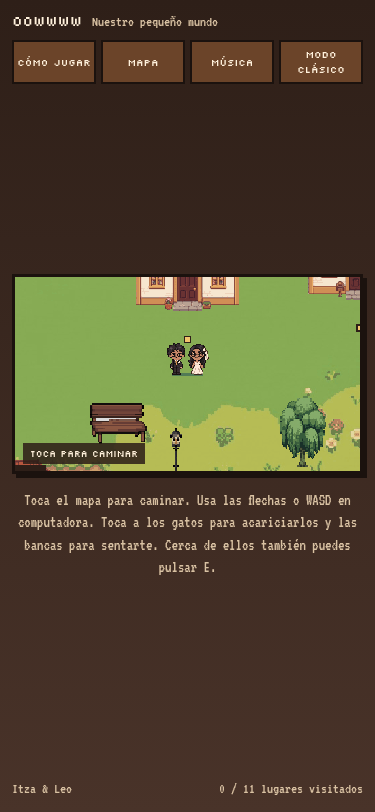 OOWWWW Nuestro pequeño mundo
CÓMO JUGAR
MAPA
MÚSICA
MODO
CLÁSICO
TOCA PARA CAMINAR
Toca el mapa para caminar. Usa las flechas o WASD en
computadora. Toca a los gatos para acariciarlos y las
bancas para sentarte. Cerca de ellos también puedes
pulsar E.
Itza & Leo
0 / 11 lugares visitados